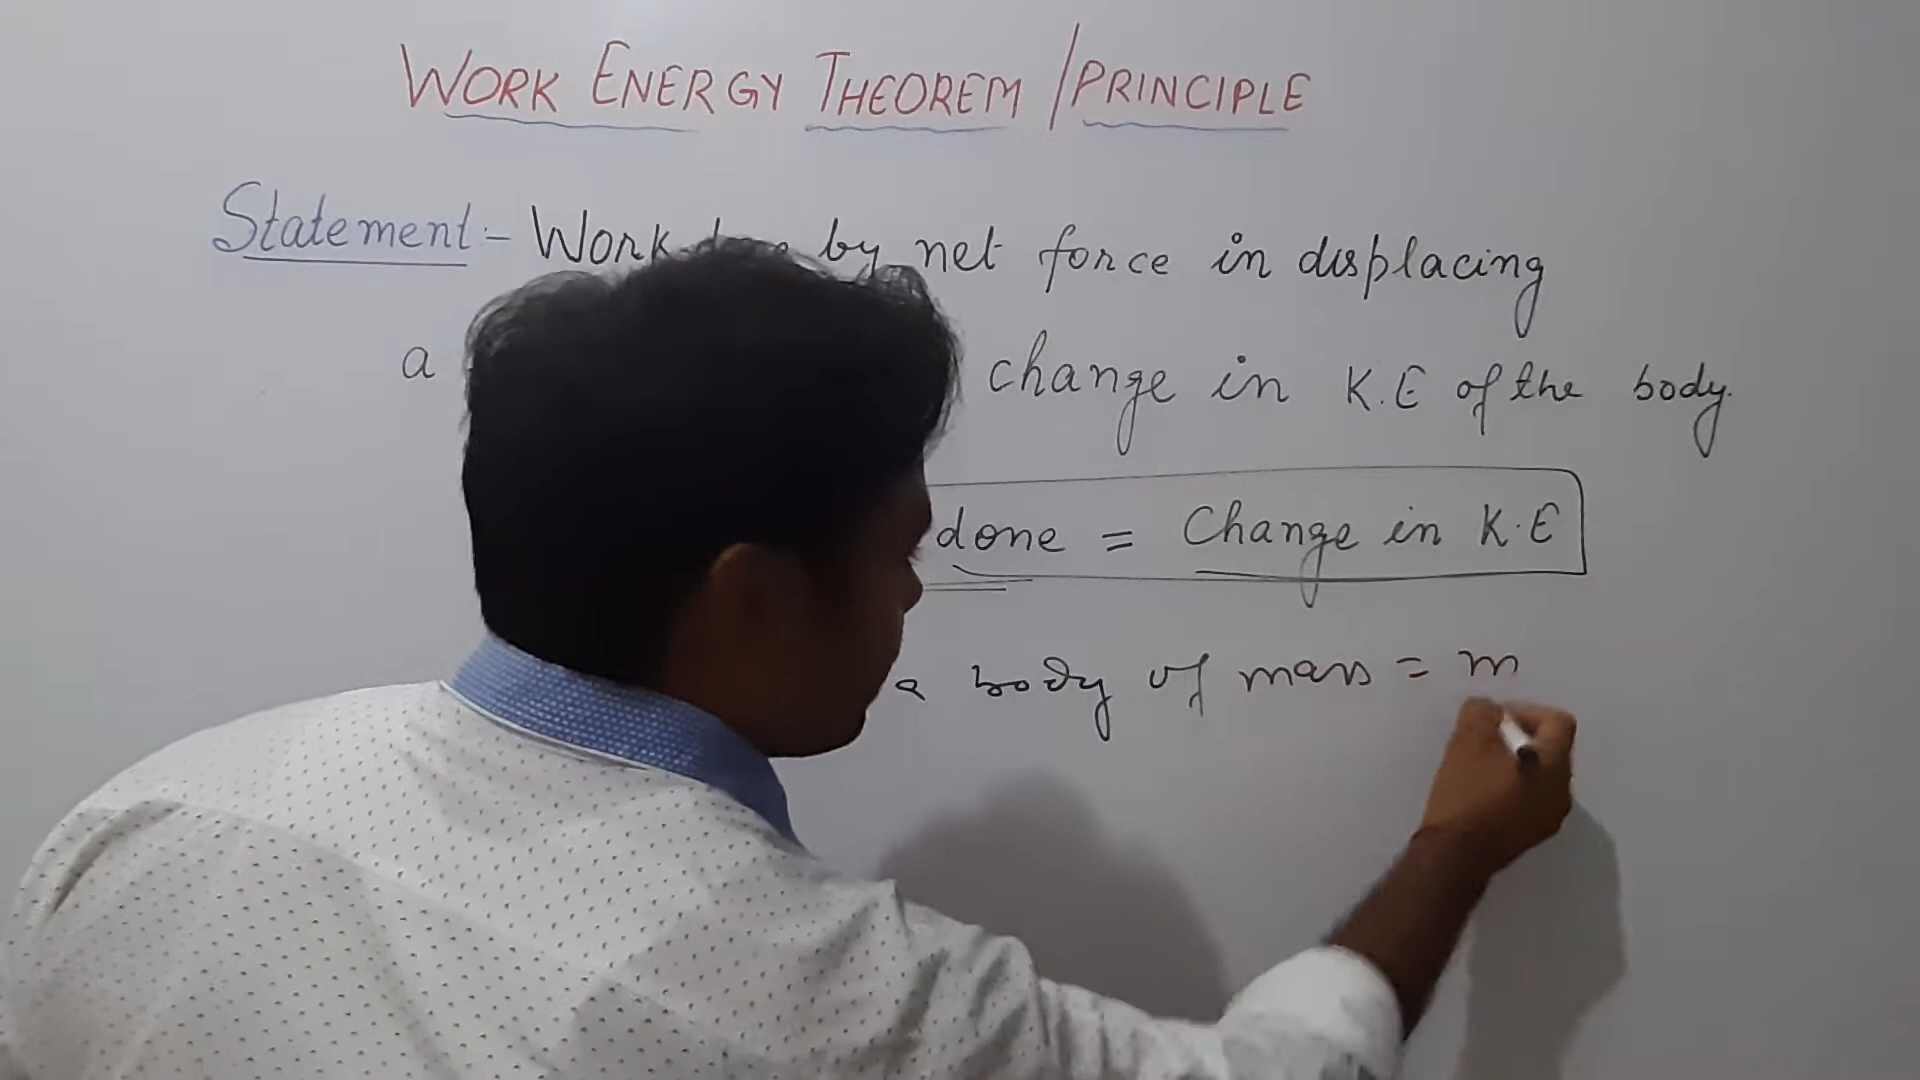 WORK ENERGY THEOREM / PRINCIPLE
Statement :- Work done by net force in displacing
a change in K.E of the body.
done = Change in K.E
a body of mass = m